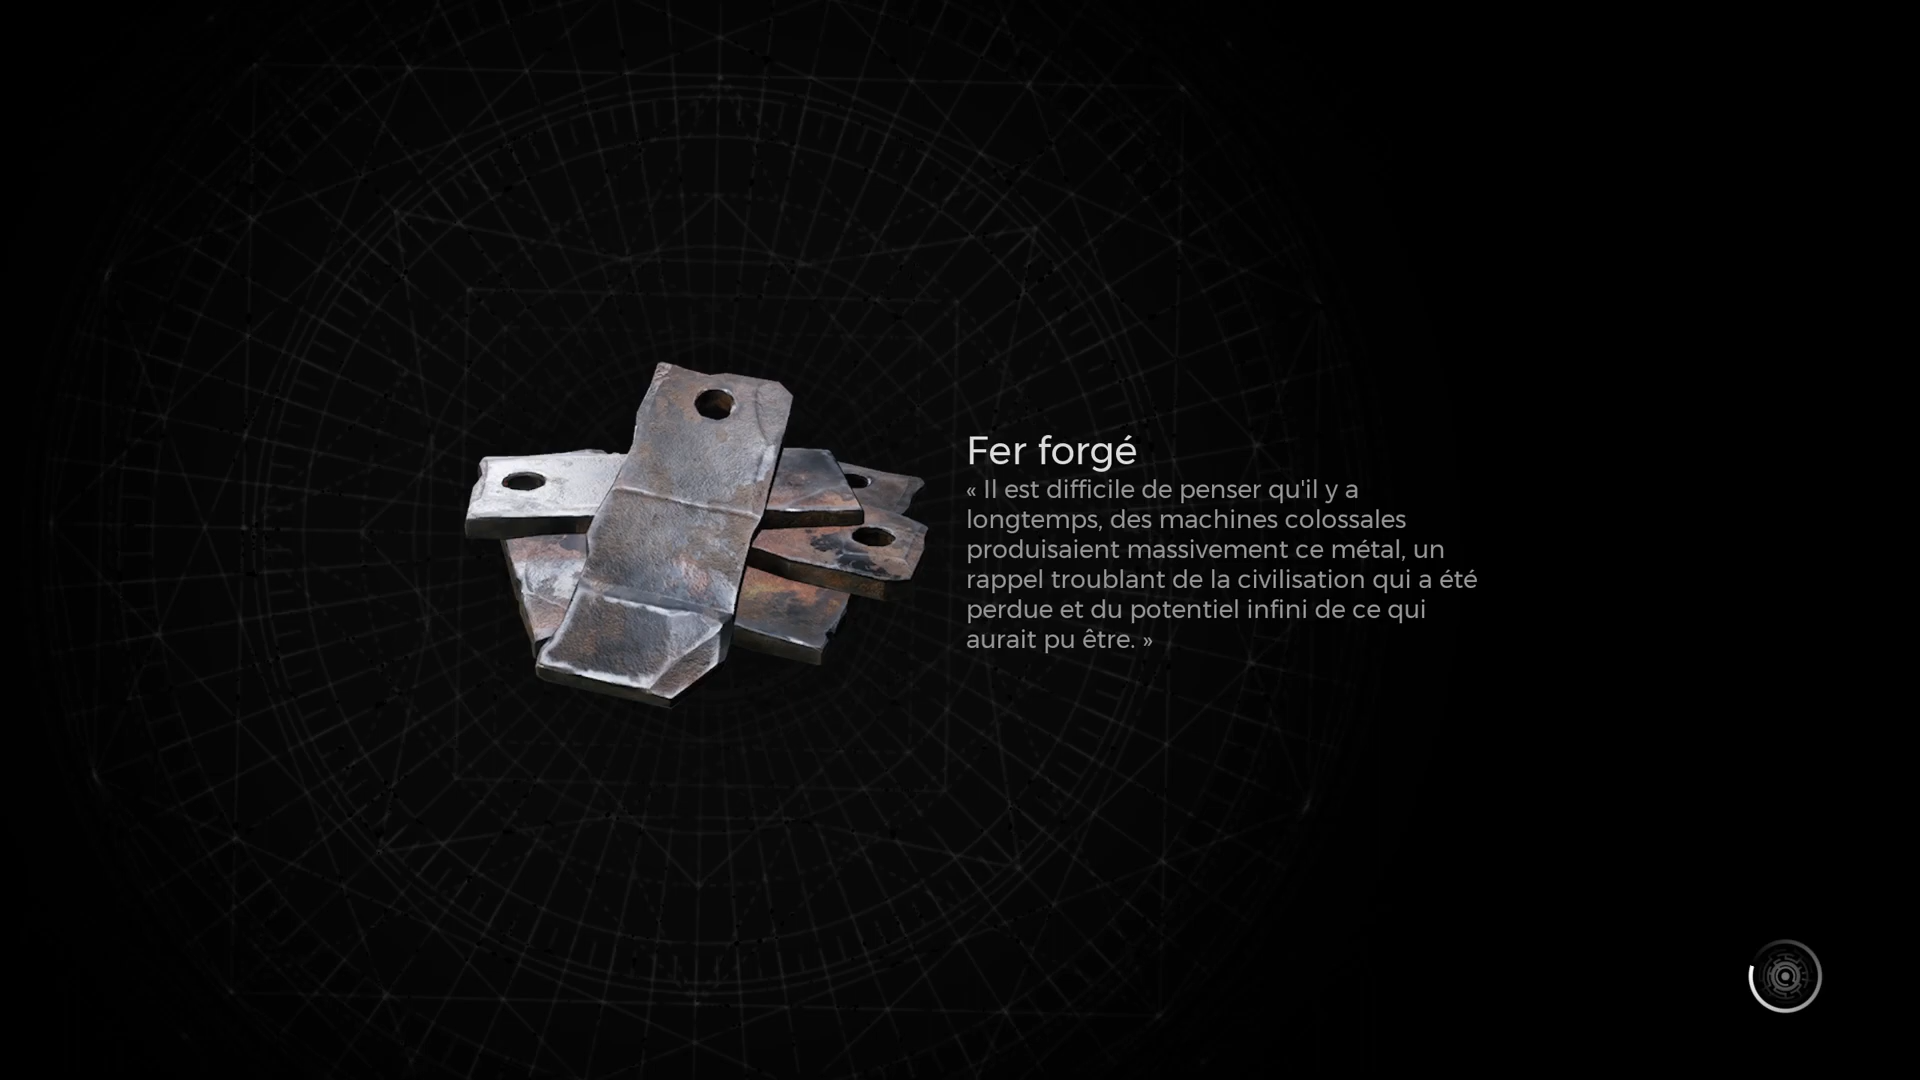 Fer forgé
« Il est difficile de penser qu'il y a
longtemps, des machines colossales
produisaient massivement ce métal, un
rappel troublant de la civilisation qui a été
perdue et du potentiel infini de ce qui
aurait pu être. »